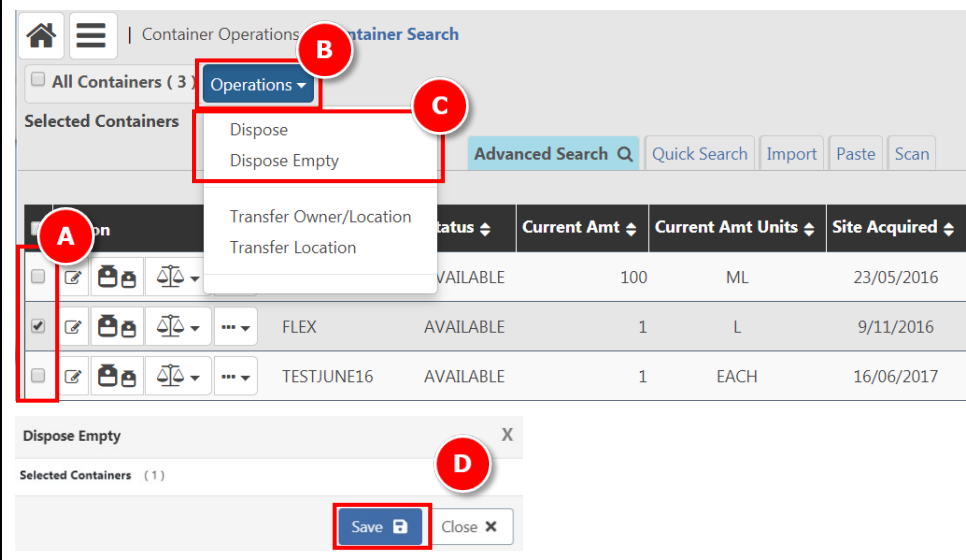 | Container Operations ntainer Search
B
All Containers ( 3 ) Operations
C
Selected Containers
Dispose
Dispose Empty
Advanced Search Quick Search Import Paste Scan
Transfer Owner/Location
Transfer Location
A on tatus Current Amt Current Amt Units Site Acquired
VAILABLE 100 ML 23/05/2016
FLEX AVAILABLE 1 L 9/11/2016
TESTJUNE16 AVAILABLE 1 EACH 16/06/2017
Dispose Empty X
Selected Containers (1)
D
Save Close ✕